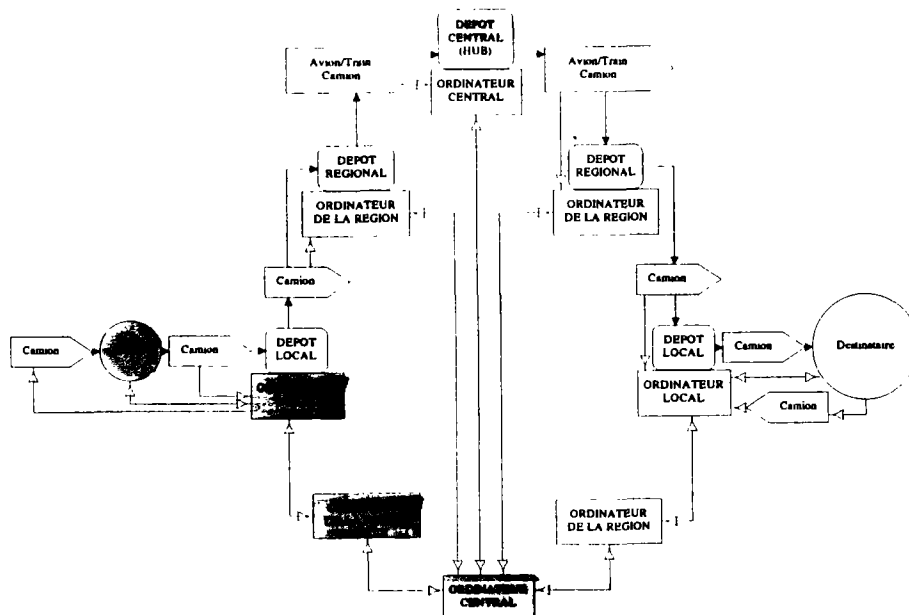 DEPOT
CENTRAL
(HUB)
ORDINATEUR
CENTRAL
Avion/Train
Camion
Avion/Train
Camion
DEPOT
REGIONAL
ORDINATEUR
DE LA REGION
DEPOT
REGIONAL
ORDINATEUR
DE LA REGION
Camion
Camion
Camion
Camion
DEPOT
LOCAL
DEPOT
LOCAL
Camion
Destinataire
ORDINATEUR
LOCAL
Camion
ORDINATEUR
DE LA REGION
ORDINATEUR
CENTRAL